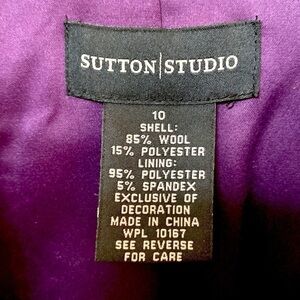 SUTTON STUDIO
10
SHELL:
85% WOOL
15% POLYESTER
LINING:
95% POLYESTER
5% SPANDEX
EXCLUSIVE OF
DECORATION
MADE IN CHINA
WPL 10167
SEE REVERSE
FOR CARE